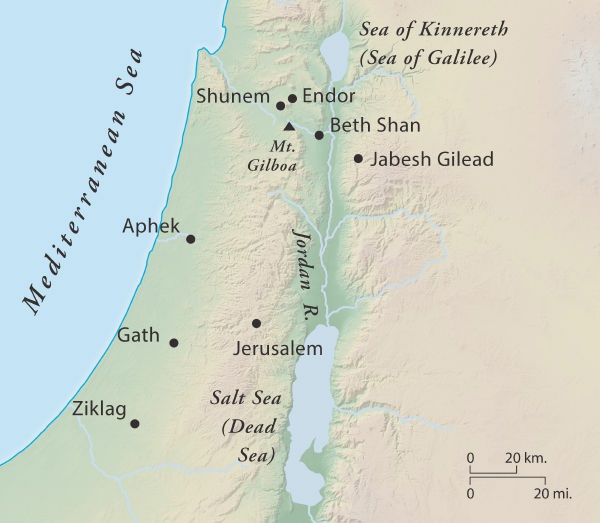 Sea of Kinnereth
(Sea of Galilee)
Mediterranean Sea
Shunem
Endor
Beth Shan
Mt.
Gilboa
Jabesh Gilead
Aphek
Jordan R.
Gath
Jerusalem
Salt Sea
(Dead
Sea)
Ziklag
0 20 km.
0 20 mi.